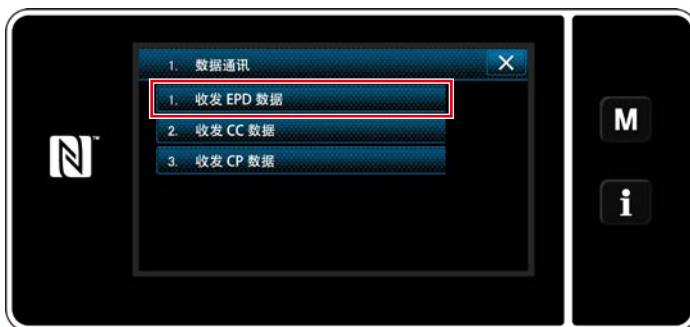 1. 数据通讯
1. 收发 EPD 数据
2. 收发 CC 数据
3. 收发 CP 数据
N
M
i